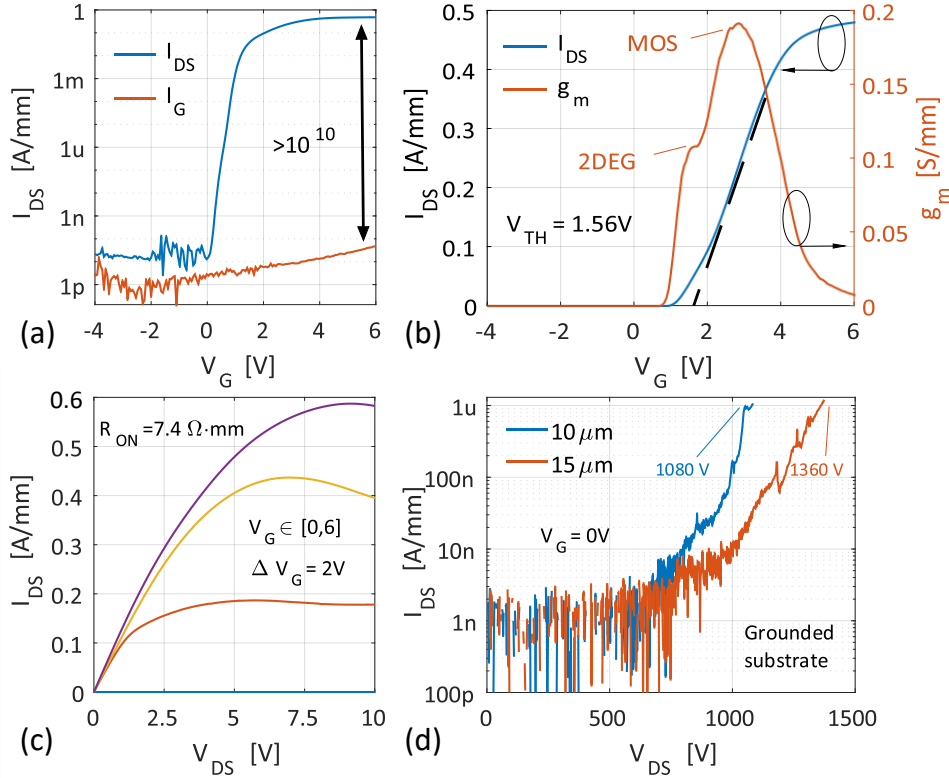 1
1m
1u
1n
1p
I_DS [A/mm]
I_DS
I_G
>10^10
-4 -2 0 2 4 6
V_G [V]
(a)
0.5
0.4
0.3
0.2
0.1
0
I_DS [A/mm]
I_DS
g_m
MOS
2DEG
V_TH = 1.56V
0.2
0.15
0.1
0.05
0
g_m [S/mm]
-4 -2 0 2 4 6
V_G [V]
(b)
0.6
0.5
0.4
0.3
0.2
0.1
0
I_DS [A/mm]
R_ON =7.4 Ω·mm
V_G ∈ [0,6]
Δ V_G = 2V
0 2.5 5 7.5 10
V_DS [V]
(c)
1u
100n
10n
1n
100p
I_DS [A/mm]
10 μm
15 μm
1080 V
1360 V
V_G = 0V
Grounded
substrate
0 500 1000 1500
V_DS [V]
(d)